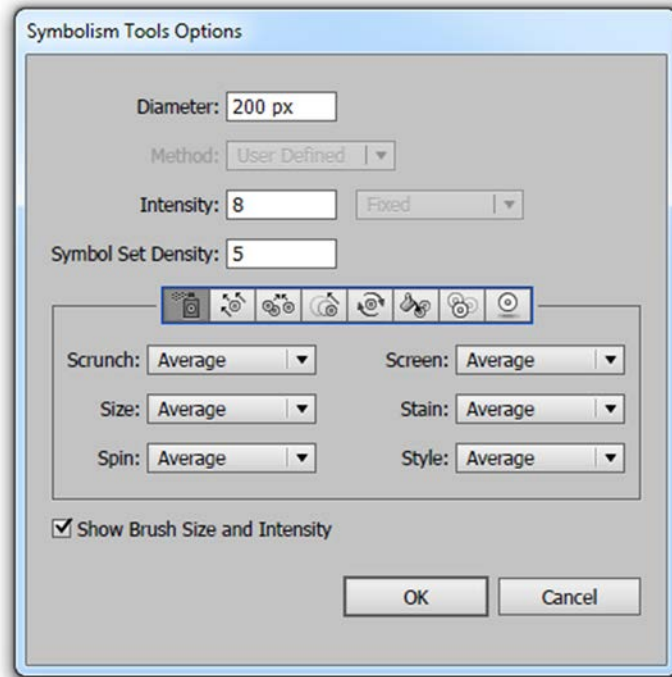 Symbolism Tools Options
Diameter: 200 px
Method: User Defined
Intensity: 8 Fixed
Symbol Set Density: 5
Scrunch: Average Screen: Average
Size: Average Stain: Average
Spin: Average Style: Average
Show Brush Size and Intensity
OK Cancel